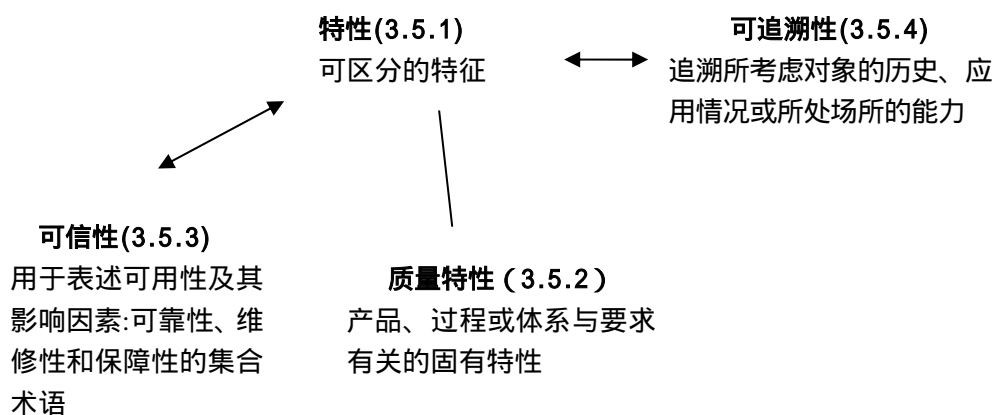 特性(3.5.1)
可区分的特征
可追溯性(3.5.4)
追溯所考虑对象的历史、应
用情况或所处场所的能力
可信性(3.5.3)
用于表述可用性及其
影响因素:可靠性、维
修性和保障性的集合
术语
质量特性（3.5.2）
产品、过程或体系与要求
有关的固有特性